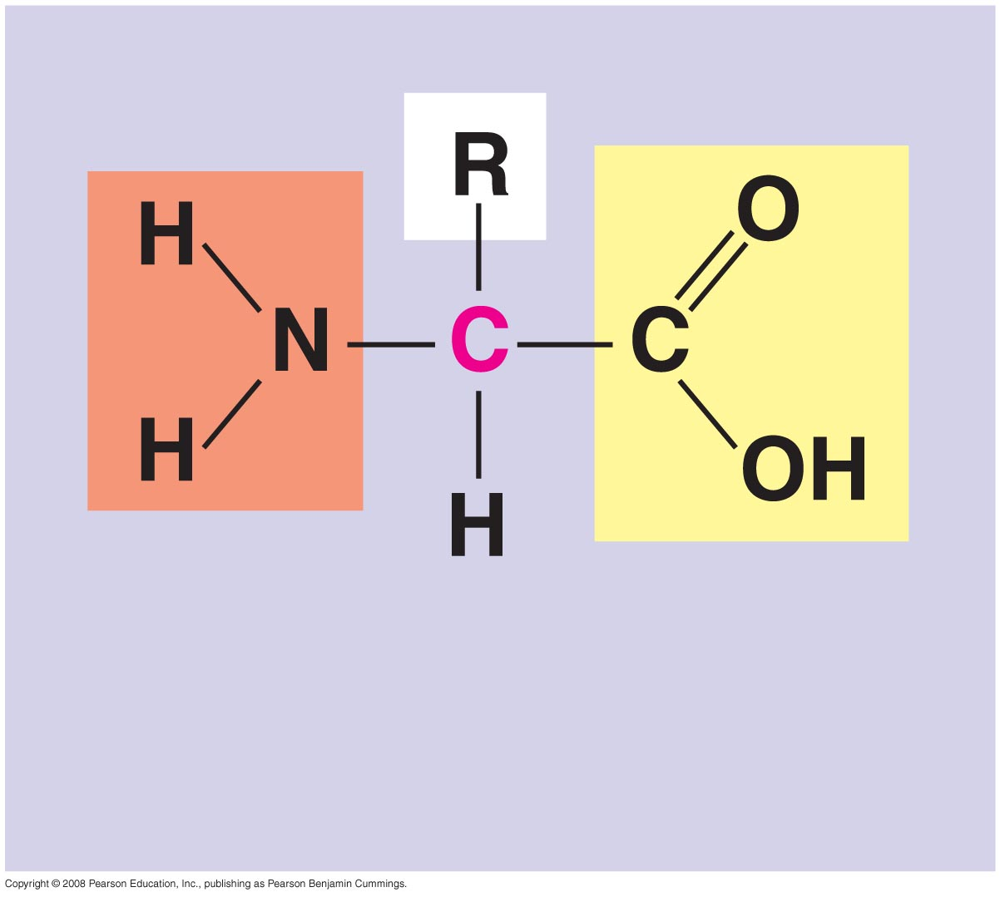 R
O
H
N
C
C
H
OH
H
Copyright © 2008 Pearson Education, Inc., publishing as Pearson Benjamin Cummings.